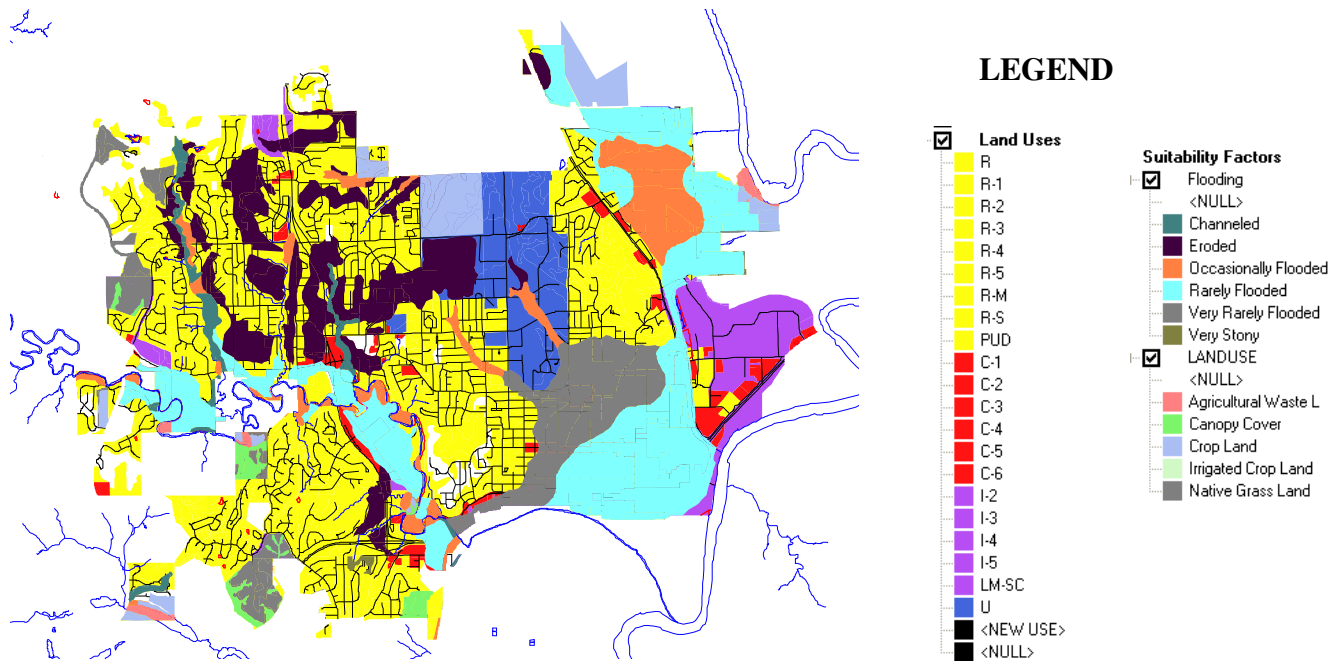 LEGEND
Land Uses
R
R-1
R-2
R-3
R-4
R-5
R-M
R-S
PUD
C-1
C-2
C-3
C-4
C-5
C-6
I-2
I-3
I-4
I-5
LM-SC
U
<NEW USE>
<NULL>
Suitability Factors
Flooding
<NULL>
Channeled
Eroded
Occasionally Flooded
Rarely Flooded
Very Rarely Flooded
Very Stony
LANDUSE
<NULL>
Agricultural Waste L
Canopy Cover
Crop Land
Irrigated Crop Land
Native Grass Land